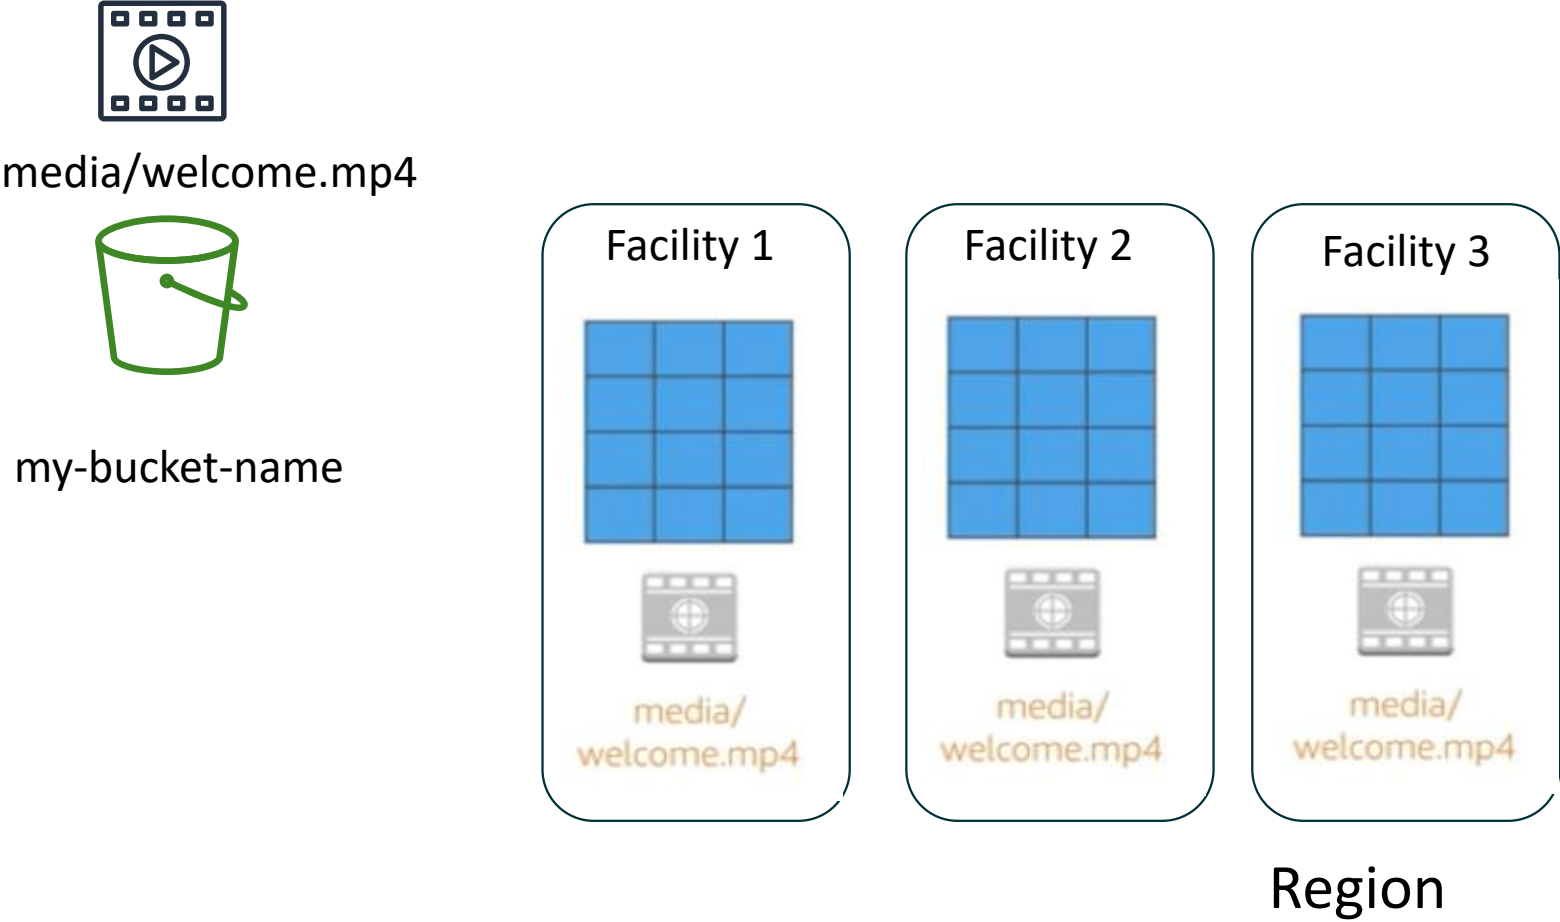 media/welcome.mp4
my-bucket-name
Facility 1
media/
welcome.mp4
Facility 2
media/
welcome.mp4
Facility 3
media/
welcome.mp4
Region